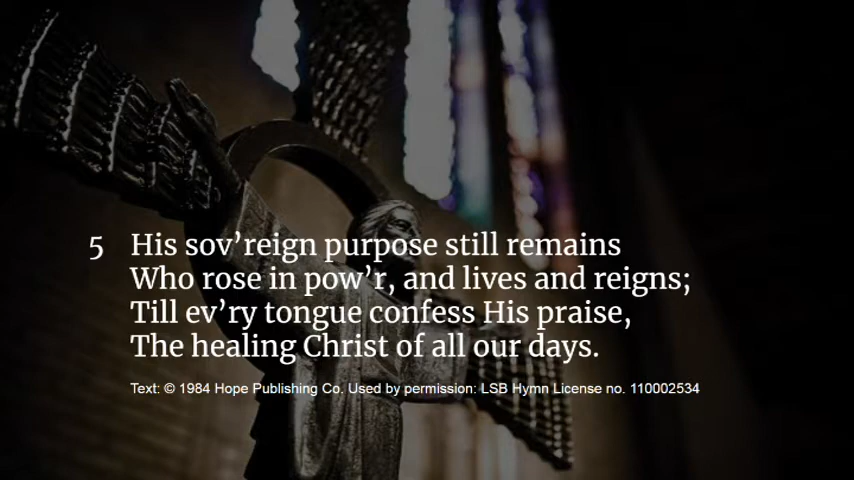 5 His sov’reign purpose still remains
Who rose in pow’r, and lives and reigns;
Till ev’ry tongue confess His praise,
The healing Christ of all our days.
Text: © 1984 Hope Publishing Co. Used by permission: LSB Hymn License no. 110002534